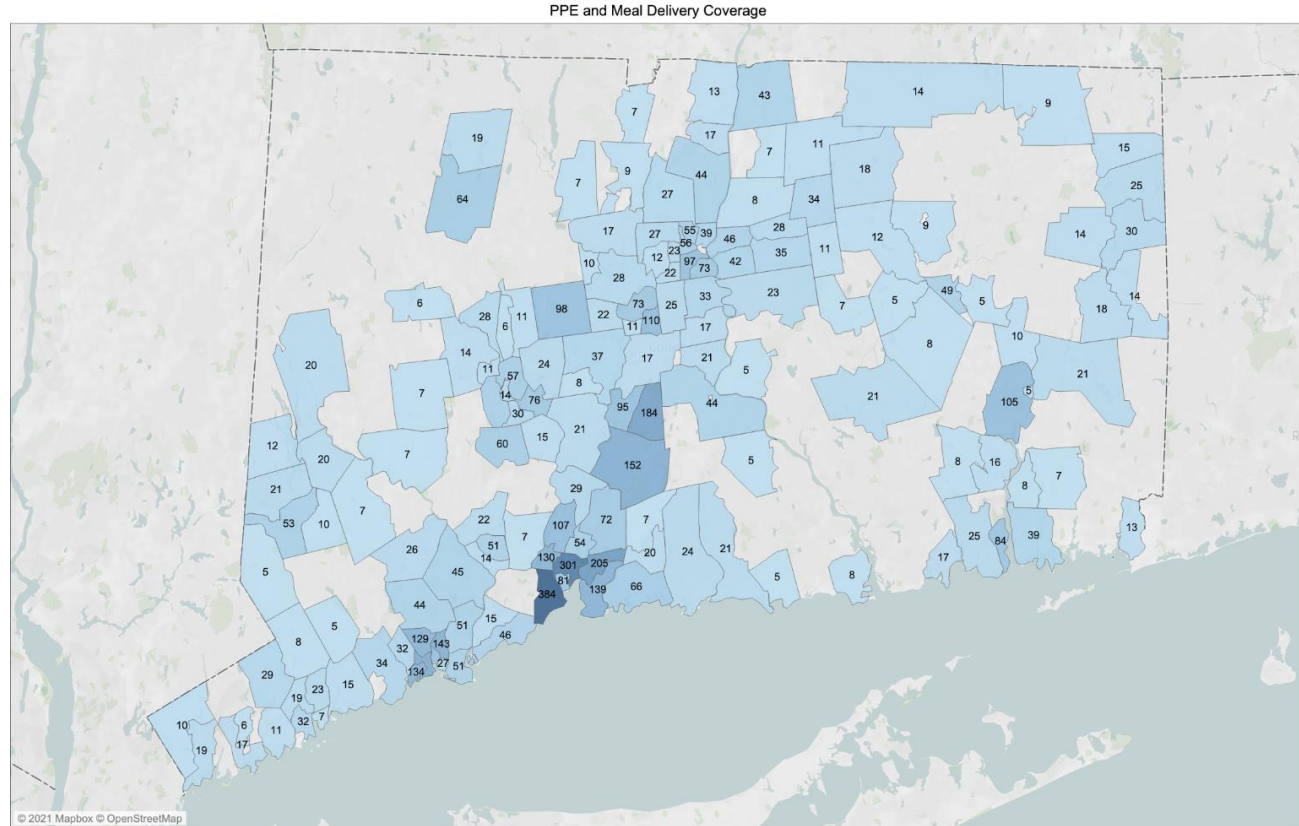 PPE and Meal Delivery Coverage
13 43 14 9
7
19 17 11 15
7
7 9 44 18 25
64 27 34
8
17 27 55 39 46 28 12 9 14 30
56
10 12 23 97 73 42 35 11
28 22
6 98 73 25 33 23 7 5 49 5 18 14
28 6 11 22 11 110 17 10
20 14 24 37 17 21 5 8 21
11 57 8
7 14 76 95 184 44 21 105 5
30
12 20 60 15 21
7 152 5 8 16
21 29 8 7
53 10 7 22 107 72 7 13
26 51 7 54 20 24 21 25 84 39
5 14 130 301 205 17
45 81 66 5 8
44 384 139
5 51 15
8 129 143 46
32
29 34 134 27 51
19 23 15
10 6 32 7
19 17 11
© 2021 Mapbox © OpenStreetMap